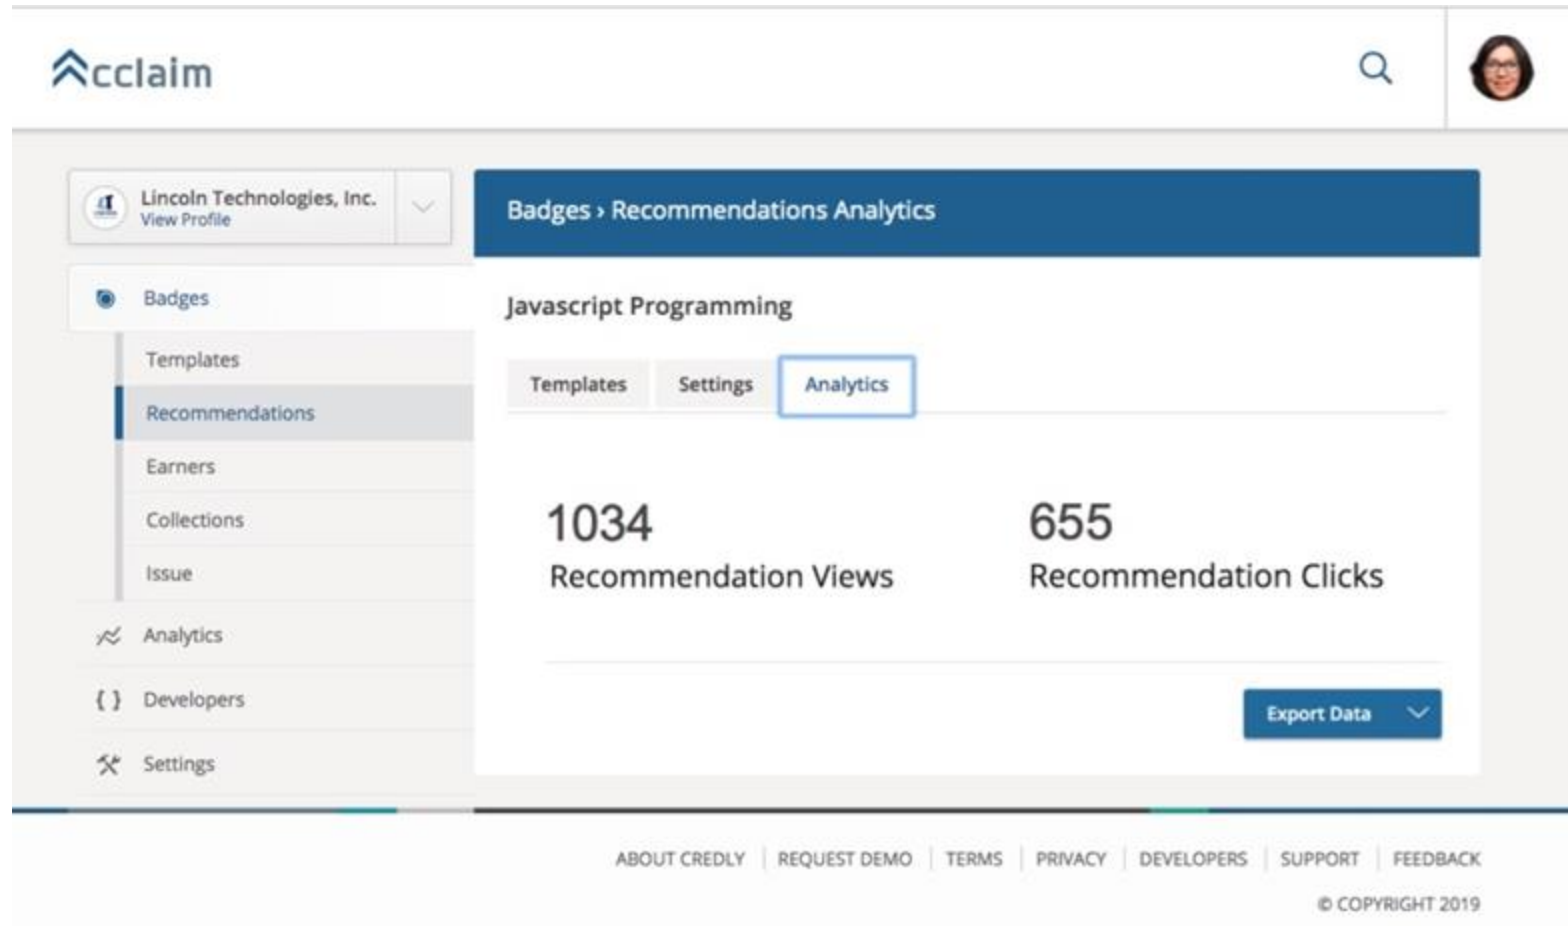 Acclaim
Lincoln Technologies, Inc.
View Profile
Badges
Templates
Recommendations
Earners
Collections
Issue
Analytics
{ } Developers
Settings
Badges › Recommendations Analytics
Javascript Programming
Templates Settings Analytics
1034
Recommendation Views
655
Recommendation Clicks
Export Data
ABOUT CREDLY | REQUEST DEMO | TERMS | PRIVACY | DEVELOPERS | SUPPORT | FEEDBACK
© COPYRIGHT 2019